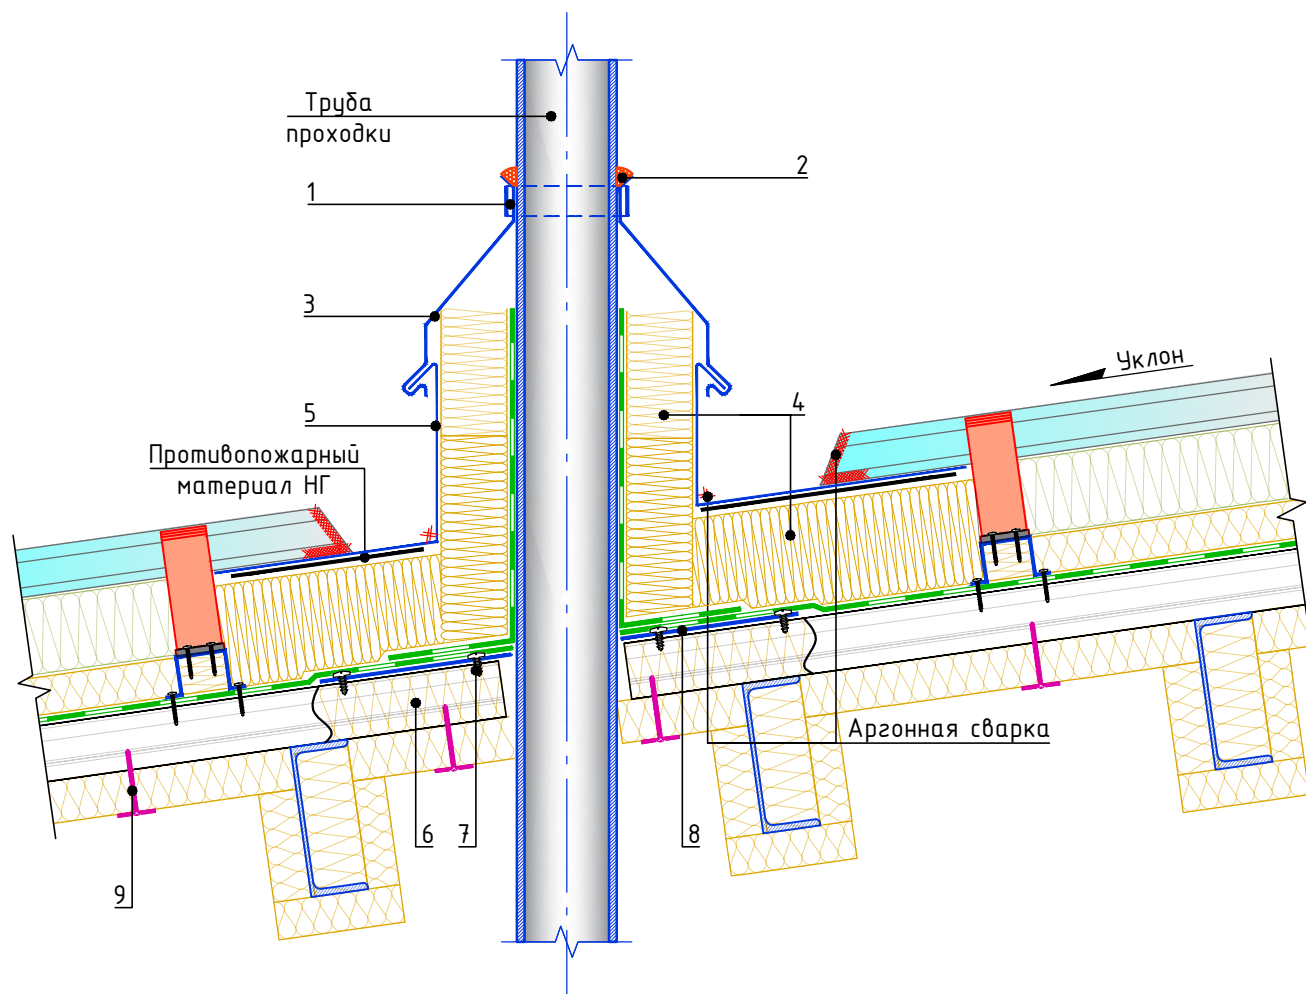 Труба
проходки
2
1
3
Уклон
4
5
Противопожарный
материал НГ
Аргонная сварка
6
7
8
9